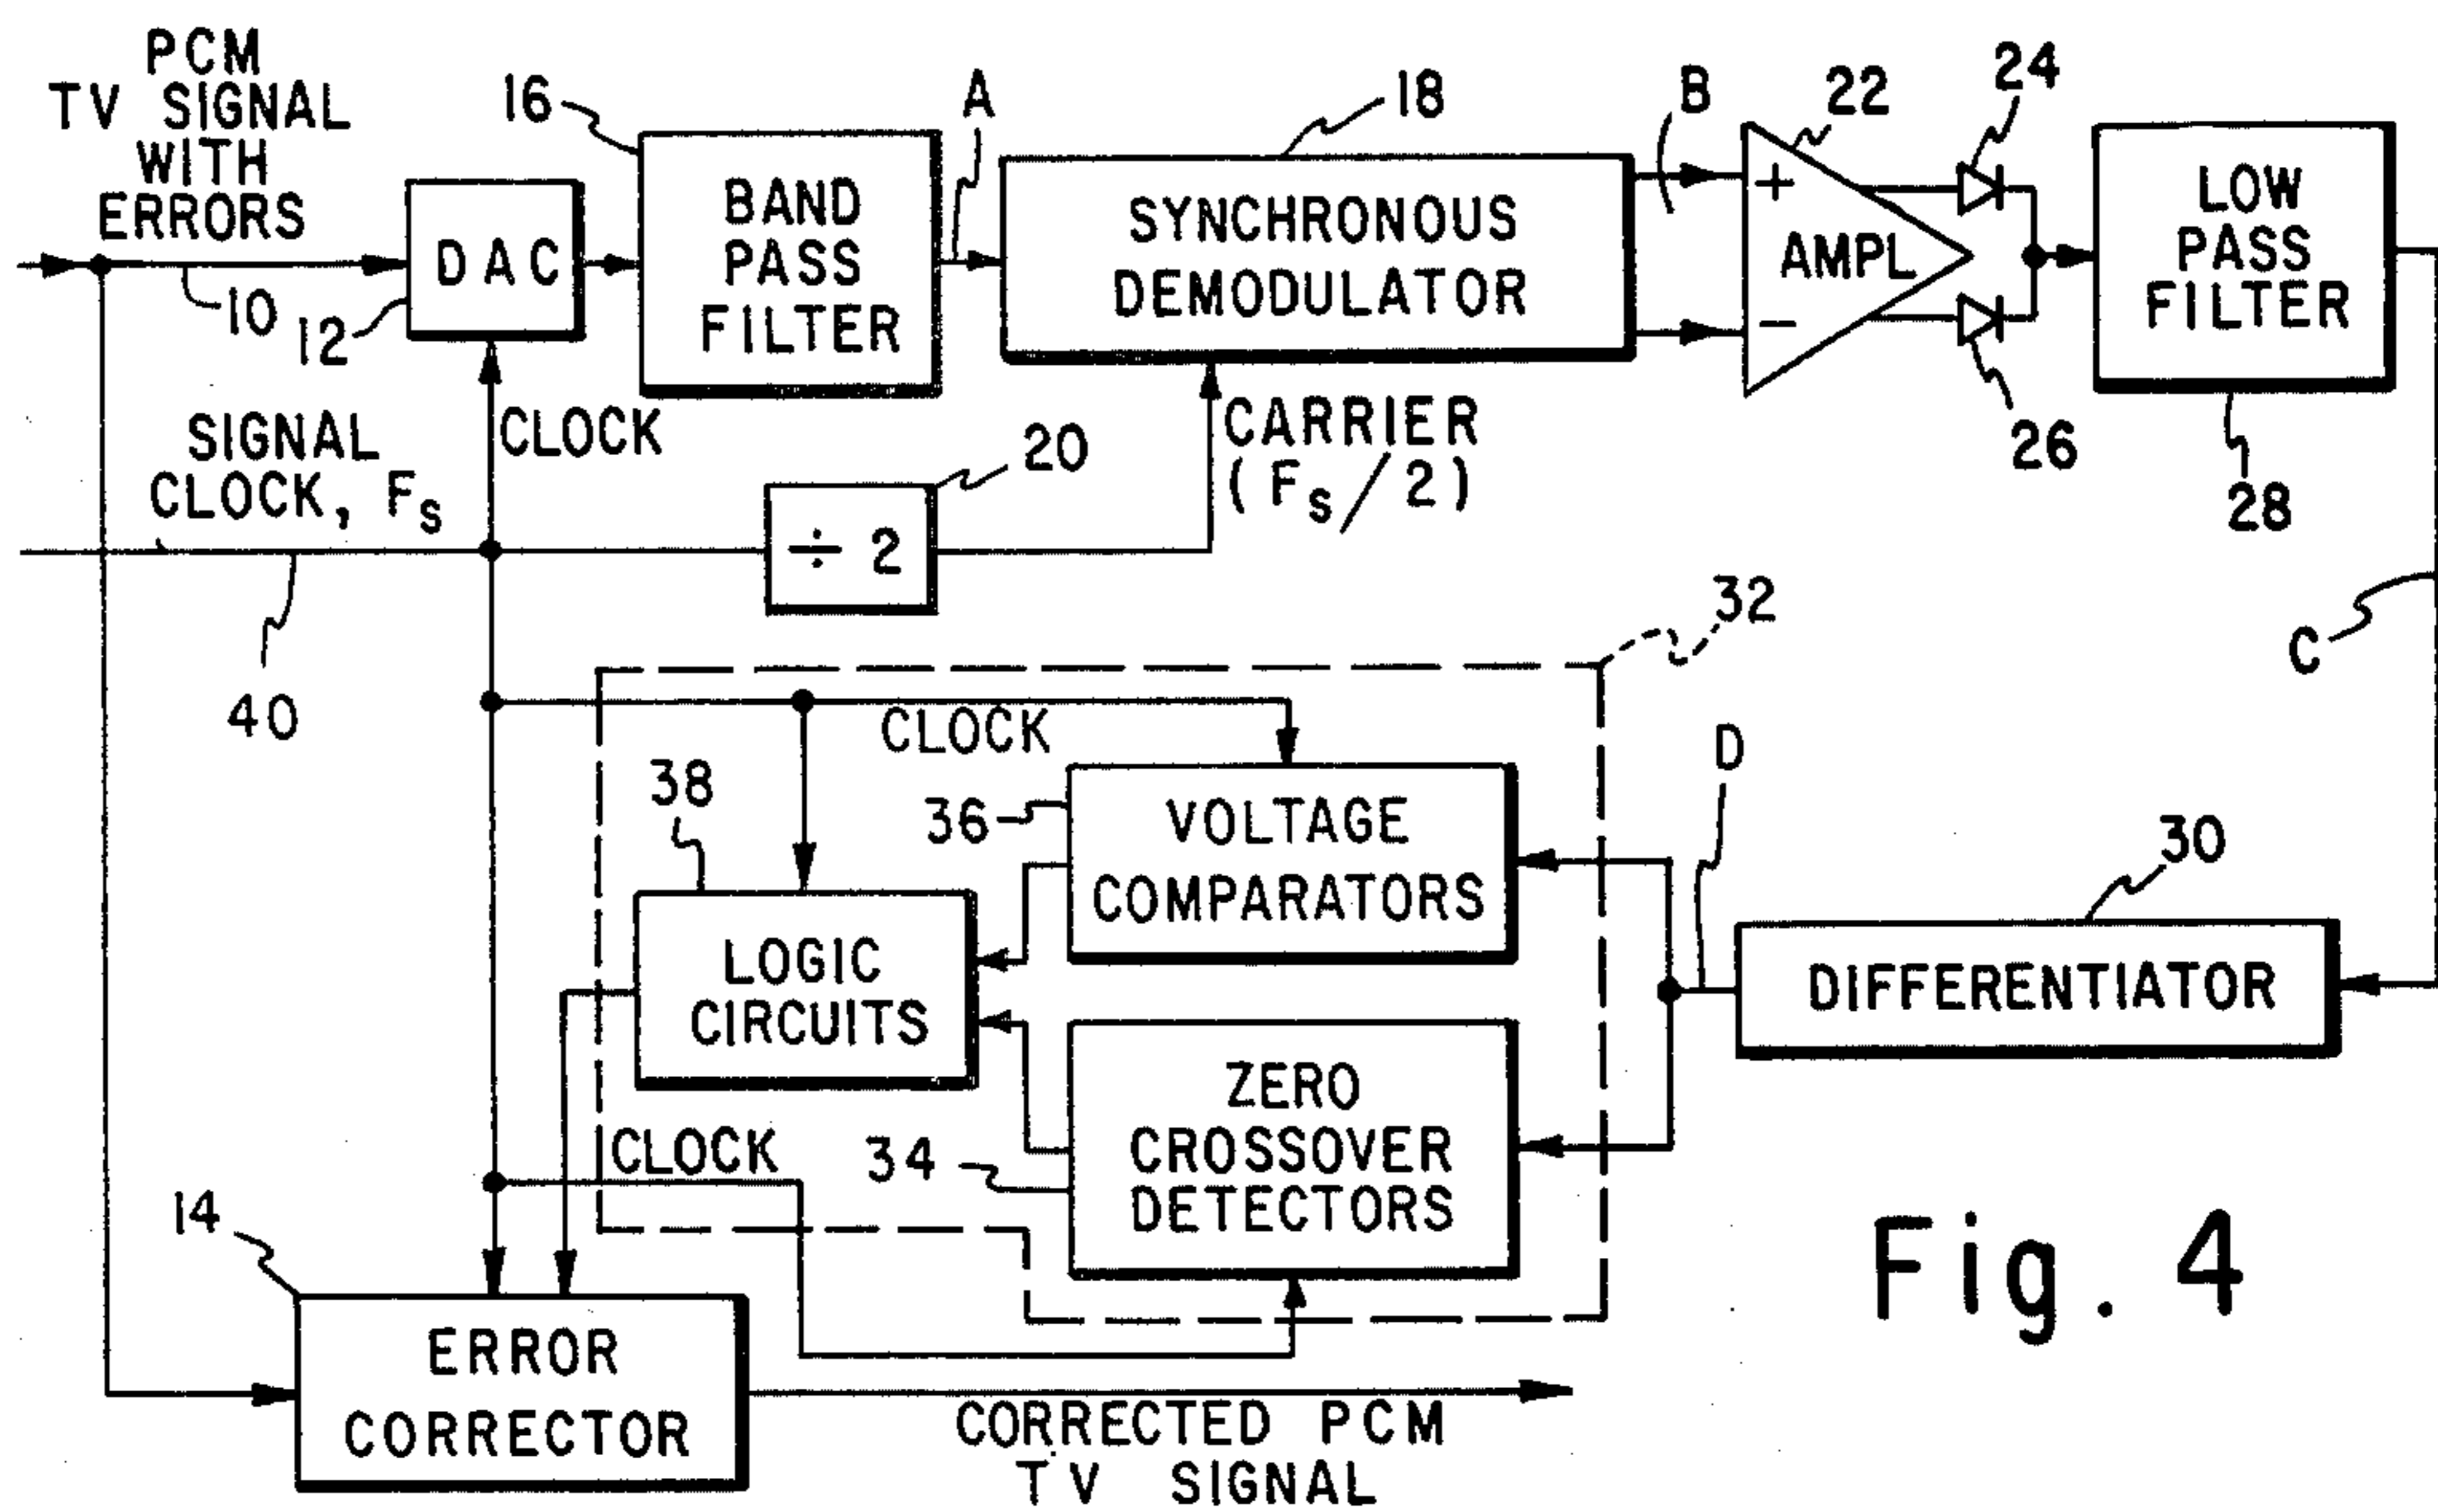 PCM
TV SIGNAL
WITH
ERRORS
10
12
DAC
16
BAND
PASS
FILTER
A
18
SYNCHRONOUS
DEMODULATOR
B
22
+
AMPL
−
24
26
LOW
PASS
FILTER
28
SIGNAL
CLOCK, Fs
40
CLOCK
20
÷ 2
CARRIER
(Fs/2)
32
C
CLOCK
38
LOGIC
CIRCUITS
36
VOLTAGE
COMPARATORS
D
30
DIFFERENTIATOR
34
ZERO
CROSSOVER
DETECTORS
CLOCK
14
ERROR
CORRECTOR
CORRECTED PCM
TV SIGNAL
Fig. 4